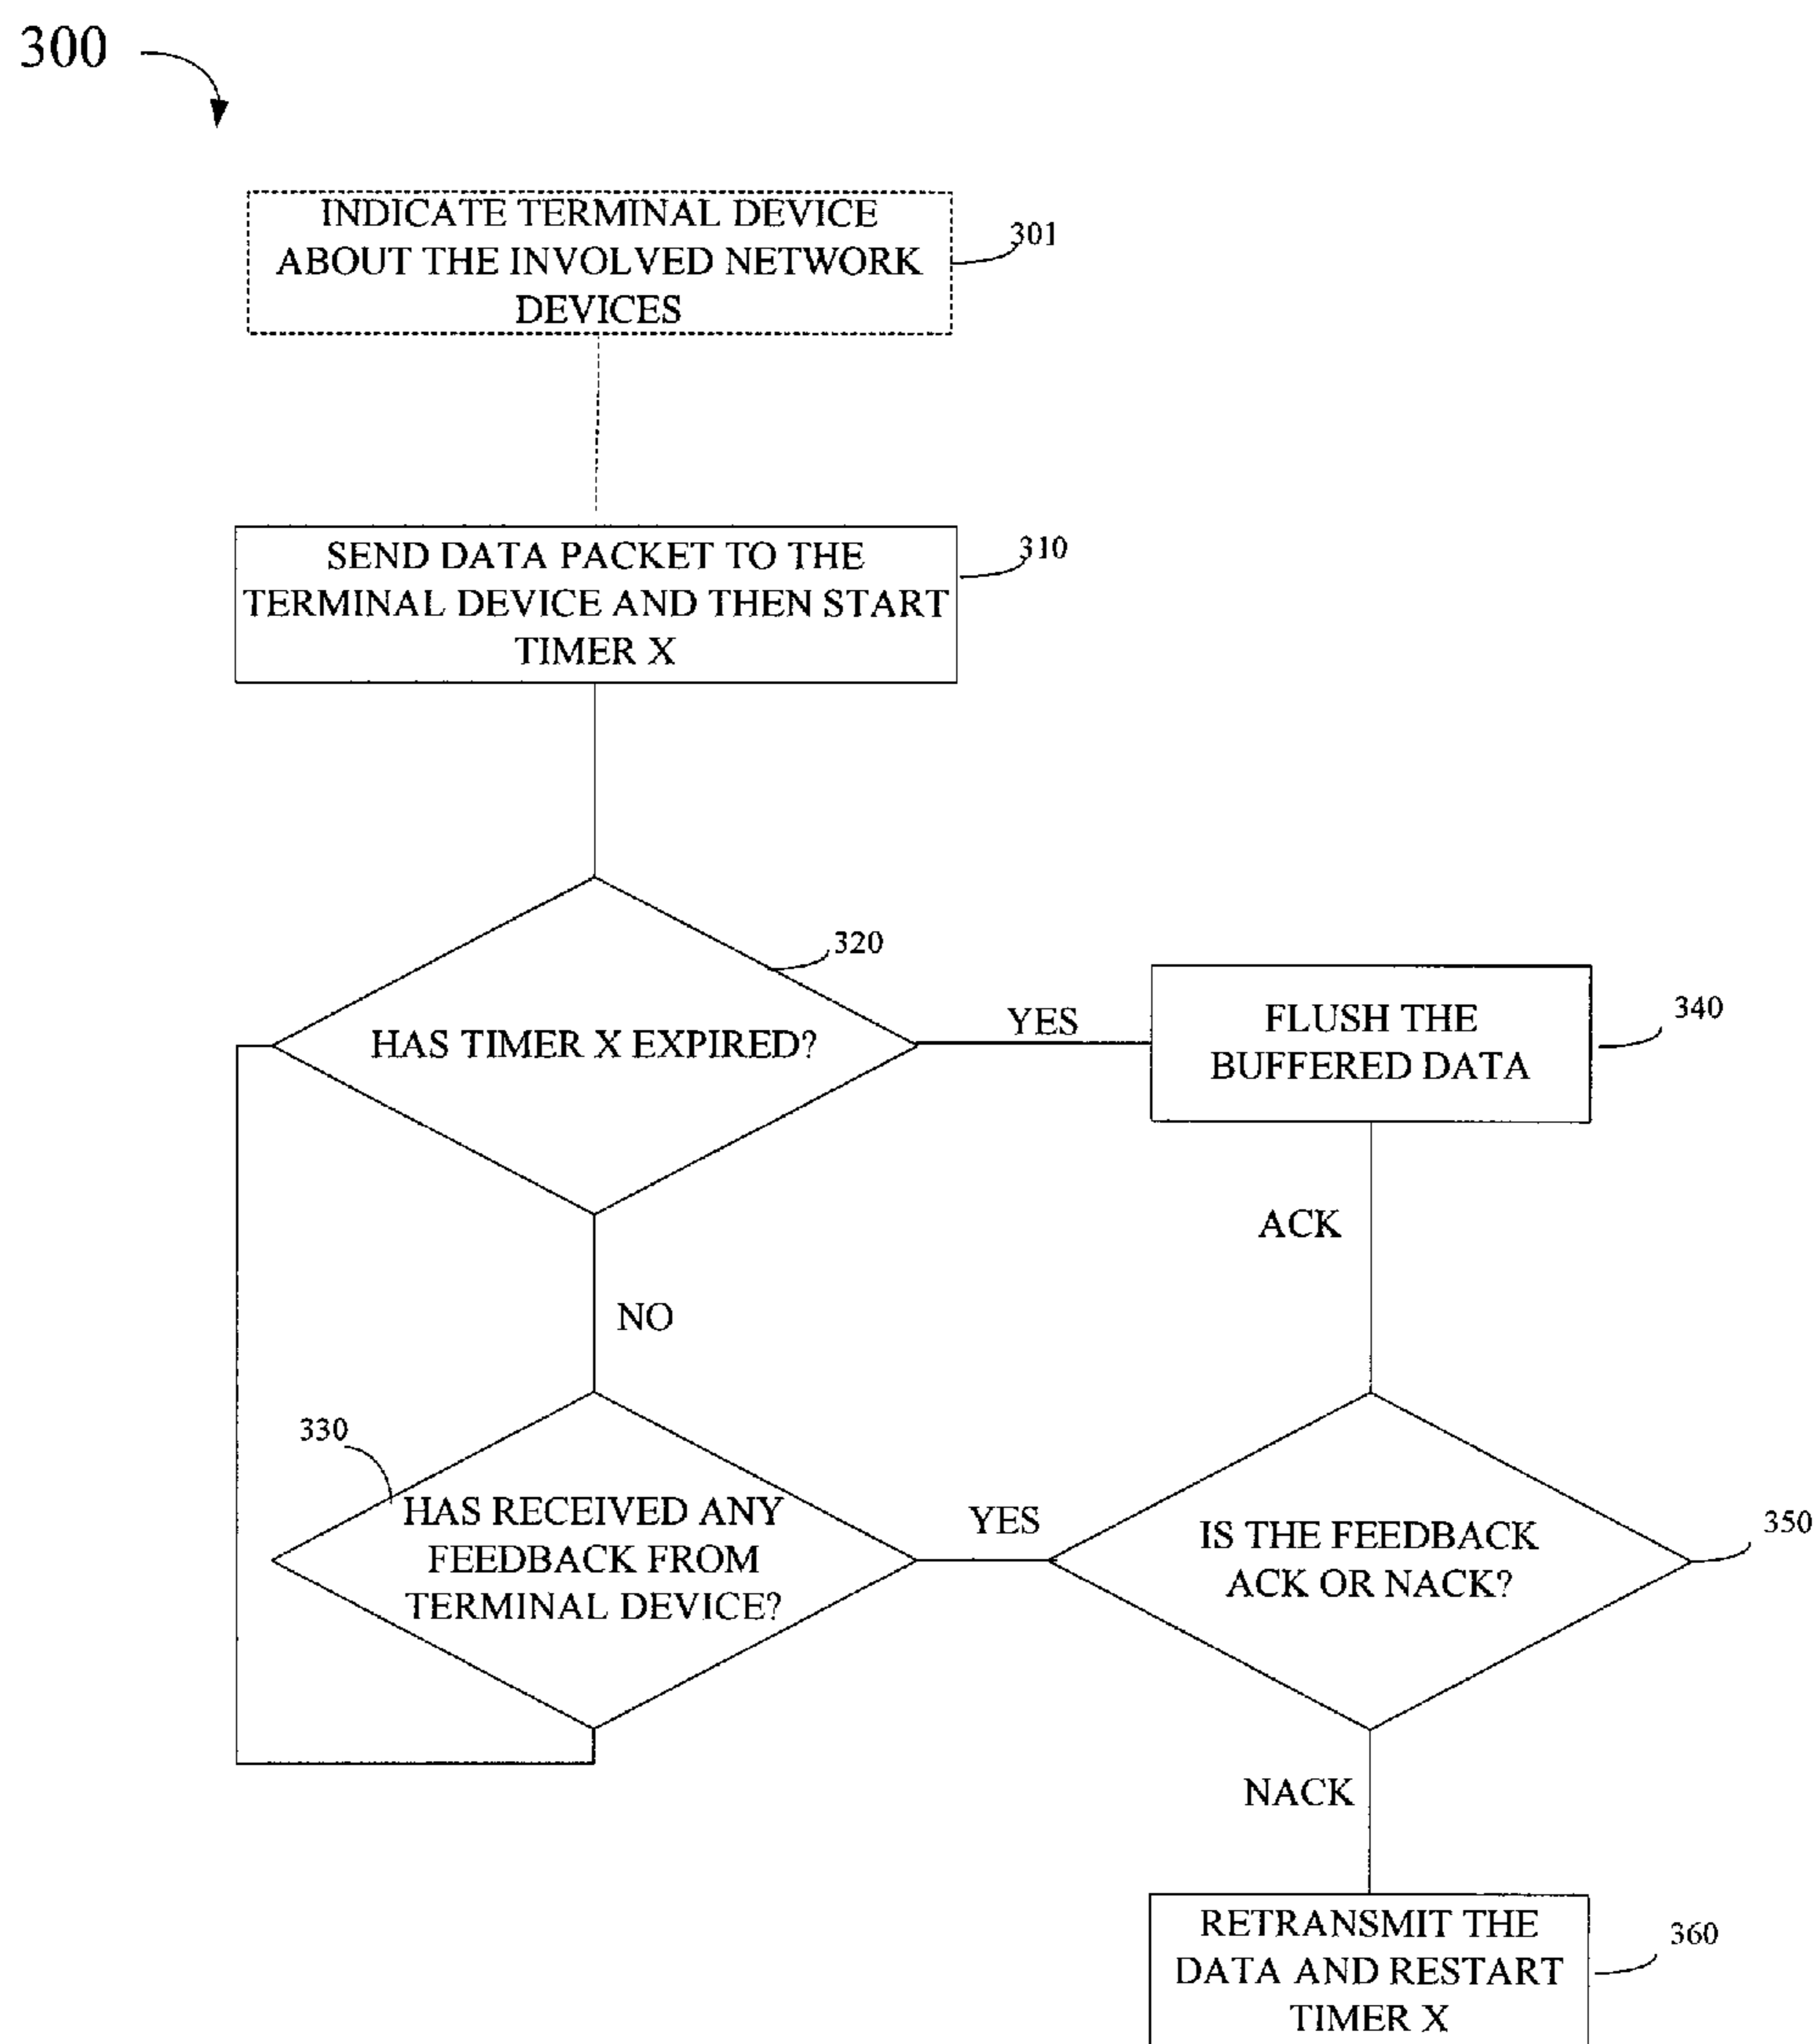 300
INDICATE TERMINAL DEVICE
ABOUT THE INVOLVED NETWORK
DEVICES
301
SEND DATA PACKET TO THE
TERMINAL DEVICE AND THEN START
TIMER X
310
320
HAS TIMER X EXPIRED?
YES
FLUSH THE
BUFFERED DATA
340
ACK
NO
330
HAS RECEIVED ANY
FEEDBACK FROM
TERMINAL DEVICE?
YES
IS THE FEEDBACK
ACK OR NACK?
350
NACK
RETRANSMIT THE
DATA AND RESTART
TIMER X
360